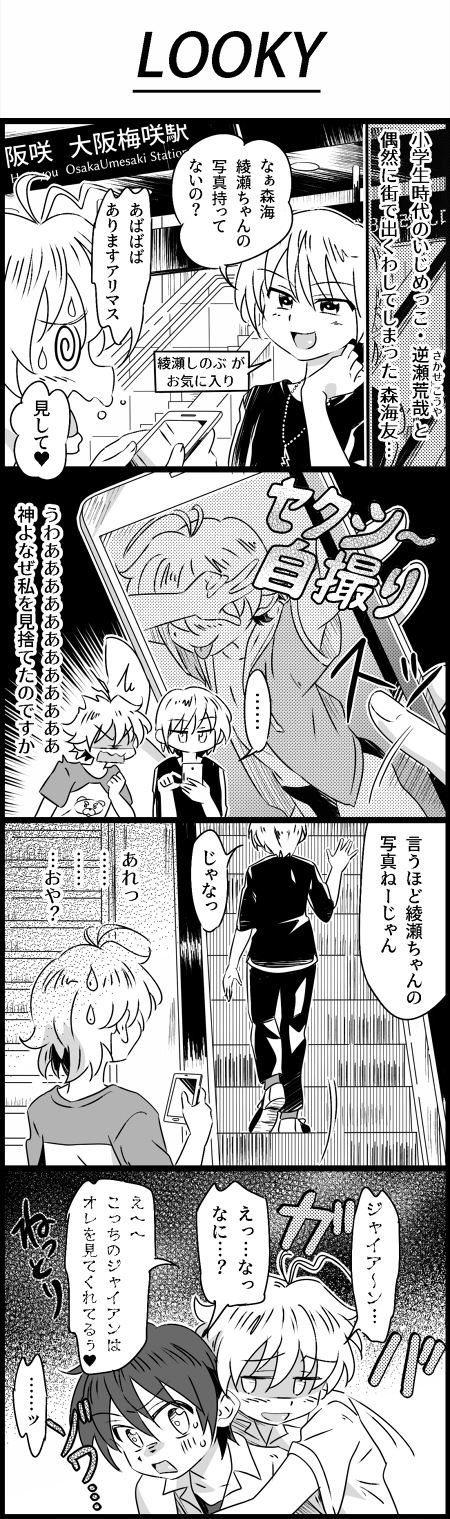 LOOKY
小学生時代のいじめっこ・逆瀬荒哉と
さかせ こうや
偶然に街で出くわしてしまった 森海友…
阪咲 大阪梅咲駅
OsakaUmesaki Station
なぁ森海
綾瀬ちゃんの
写真持って
ないの？
あばばば
ありますアリマス
綾瀬しのぶ が
お気に入り
見して♥
セクシ～
自撮り
ズッ
……
うわああああああああああああ
神よなぜ私を見捨てたのですか
言うほど綾瀬ちゃんの
写真ねーじゃん
じゃなっ
あれっ
……
…おや？
ジャイア～ン…
ガバッ
えっ…なっ
なに…？
え～～
こっちのジャイアンは
オレを見てくれてるぅ♥
ねっとり
……ッ